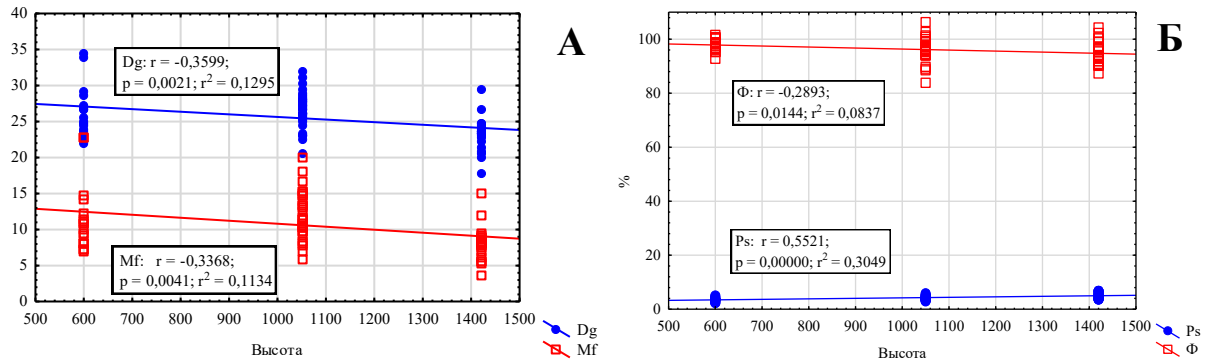 А
40
35
30
25
20
15
10
5
0
Dg: r = -0,3599;
p = 0,0021; r² = 0,1295
Mf: r = -0,3368;
p = 0,0041; r² = 0,1134
500 600 700 800 900 1000 1100 1200 1300 1400 1500
Высота
Dg
Mf
Б
%
100
80
60
40
20
0
Ф: r = -0,2893;
p = 0,0144; r² = 0,0837
Ps: r = 0,5521;
p = 0,00000; r² = 0,3049
500 600 700 800 900 1000 1100 1200 1300 1400 1500
Высота
Ps
Ф